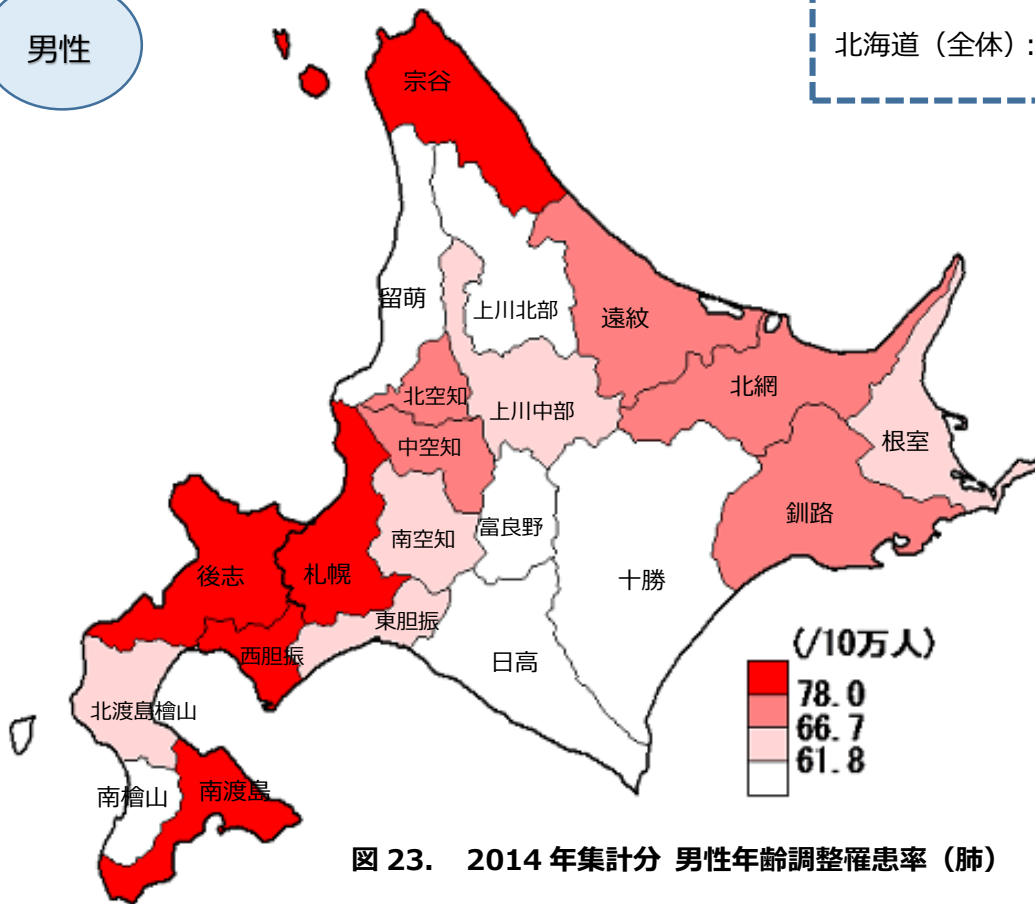 男性
北海道（全体）:
宗谷
留萌
上川北部
遠紋
北網
北空知
上川中部
中空知
根室
釧路
南空知
富良野
後志
札幌
十勝
東胆振
西胆振
日高
北渡島檜山
南檜山
南渡島
(/10万人)
78.0
66.7
61.8
図 23. 2014 年集計分 男性年齢調整罹患率（肺）